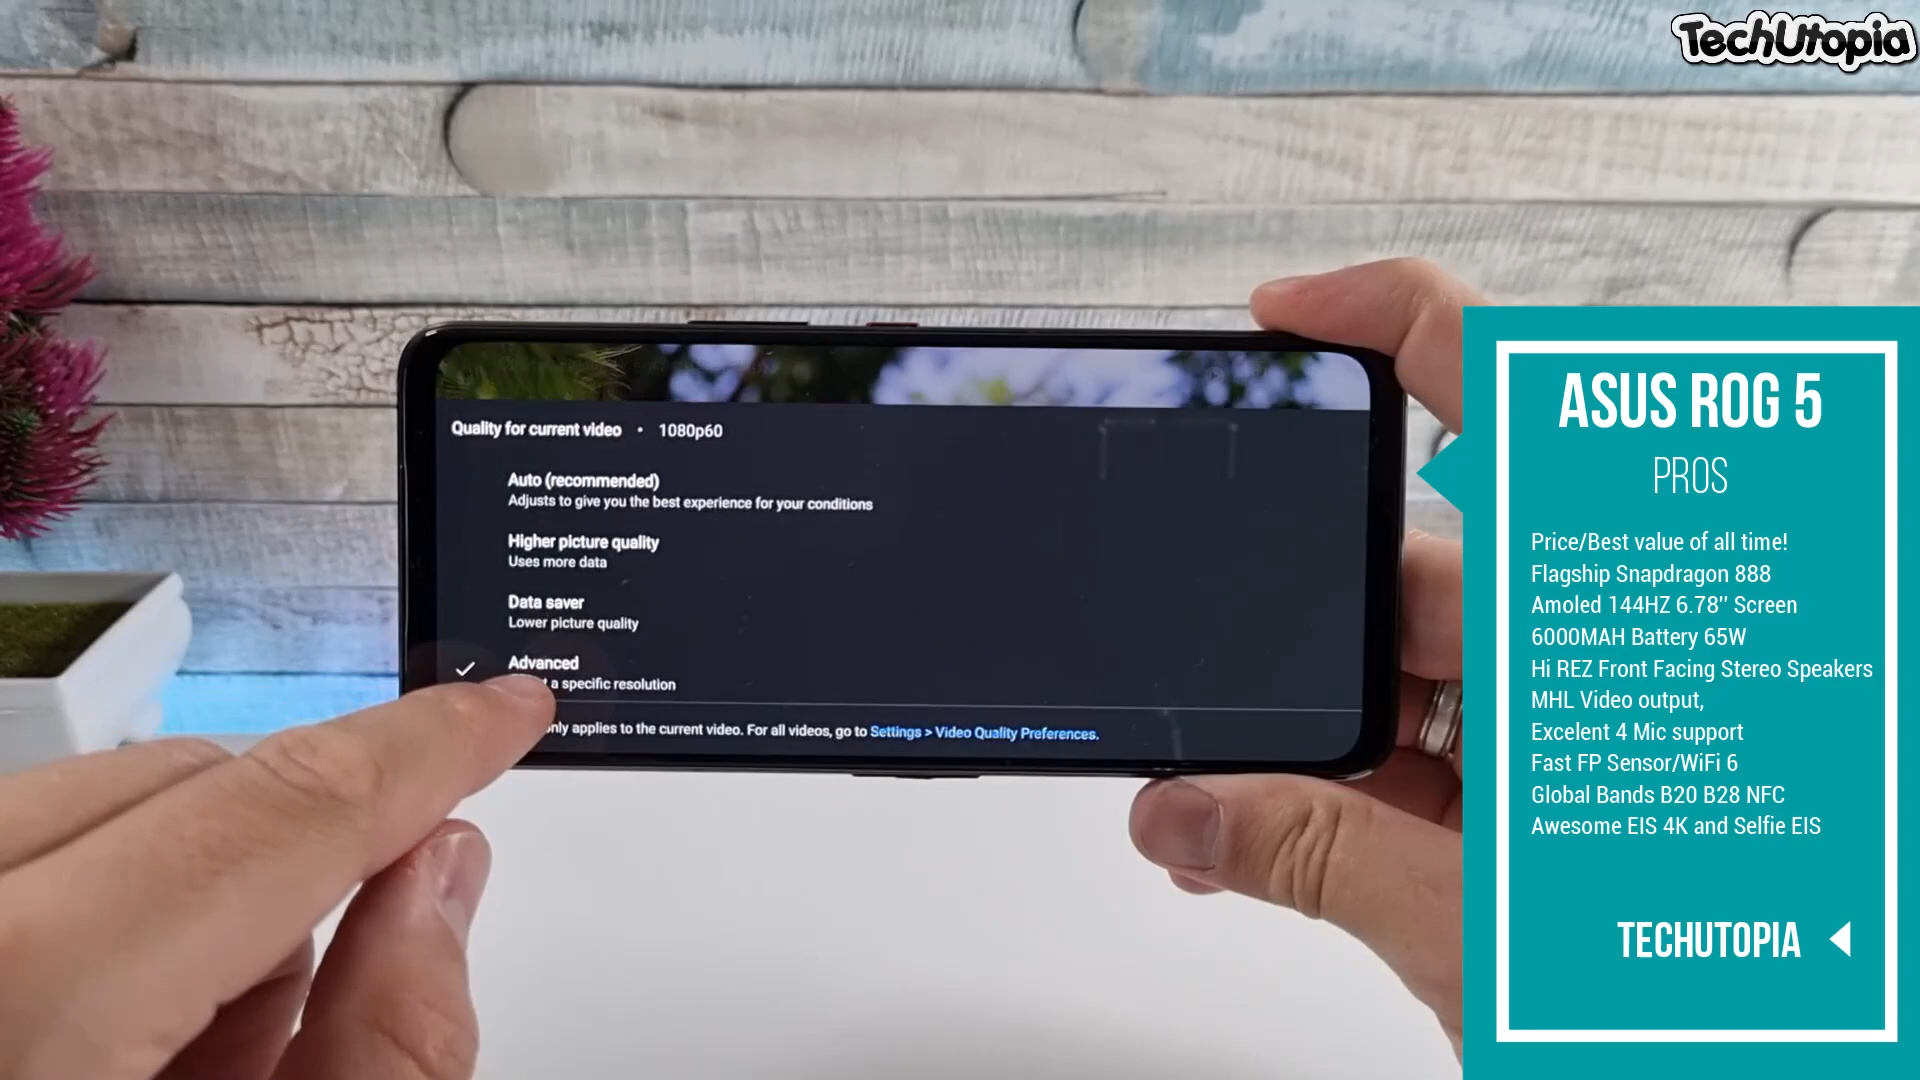 TechUtopia
Quality for current video • 1080p60
Auto (recommended)
Adjusts to give you the best experience for your conditions
Higher picture quality
Uses more data
Data saver
Lower picture quality
Advanced
a specific resolution
only applies to the current video. For all videos, go to Settings > Video Quality Preferences.
ASUS ROG 5
PROS
Price/Best value of all time!
Flagship Snapdragon 888
Amoled 144HZ 6.78'' Screen
6000MAH Battery 65W
Hi REZ Front Facing Stereo Speakers
MHL Video output,
Excelent 4 Mic support
Fast FP Sensor/WiFi 6
Global Bands B20 B28 NFC
Awesome EIS 4K and Selfie EIS
TECHUTOPIA